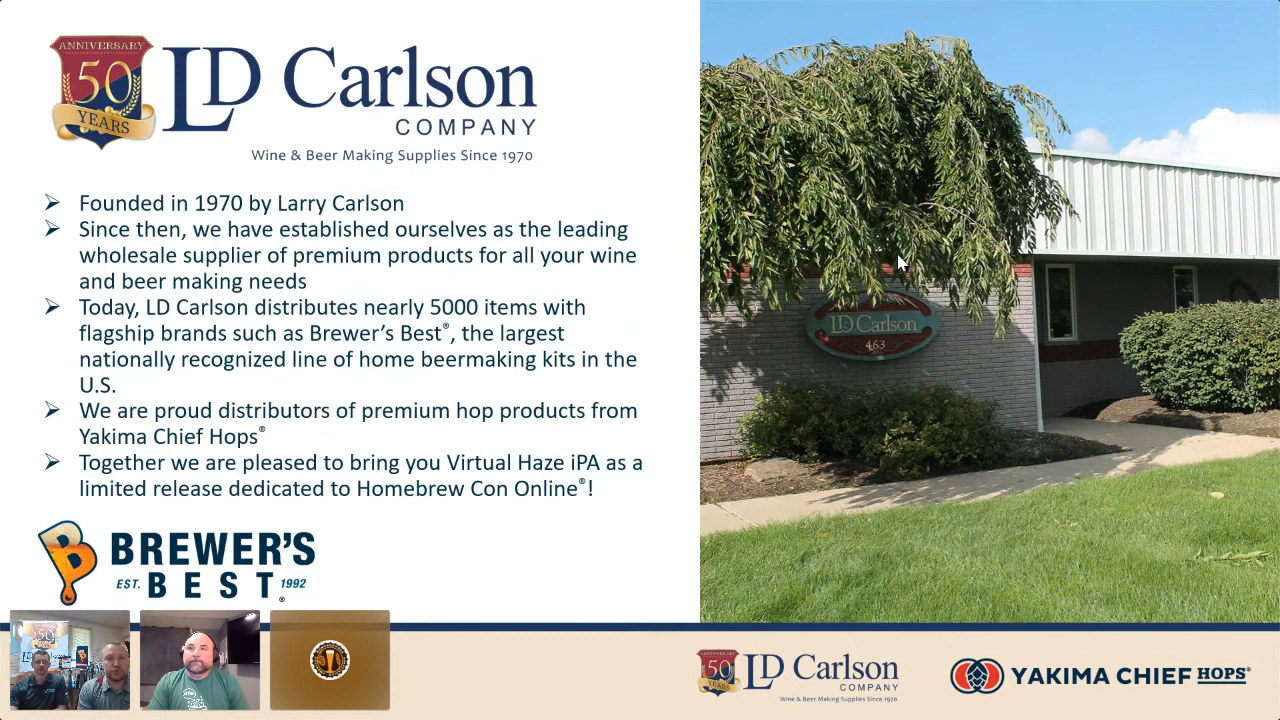 ANNIVERSARY
50
YEARS
LD Carlson
COMPANY
Wine & Beer Making Supplies Since 1970
Founded in 1970 by Larry Carlson
Since then, we have established ourselves as the leading
wholesale supplier of premium products for all your wine
and beer making needs
Today, LD Carlson distributes nearly 5000 items with
flagship brands such as Brewer’s Best®, the largest
nationally recognized line of home beermaking kits in the
U.S.
We are proud distributors of premium hop products from
Yakima Chief Hops®
Together we are pleased to bring you Virtual Haze iPA as a
limited release dedicated to Homebrew Con Online®!
LD Carlson
463
BREWER’S
EST. BEST 1992
®
ANNIVERSARY
50
YEARS
LD Carlson
COMPANY
Wine & Beer Making Supplies Since 1970
YAKIMA CHIEF HOPS®